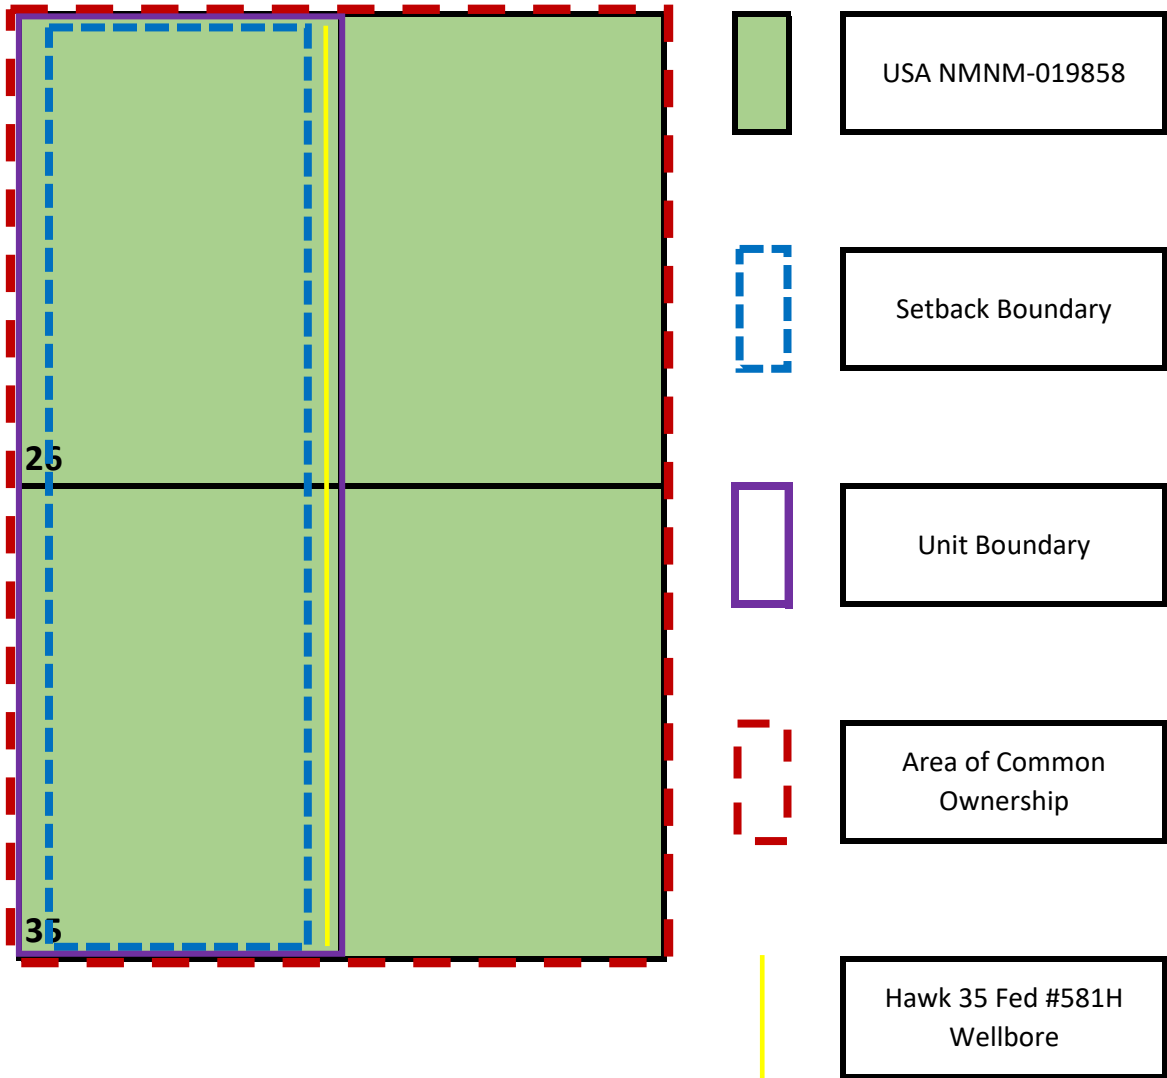 USA NMNM-019858
Setback Boundary
26
Unit Boundary
Area of Common
Ownership
35
Hawk 35 Fed #581H
Wellbore